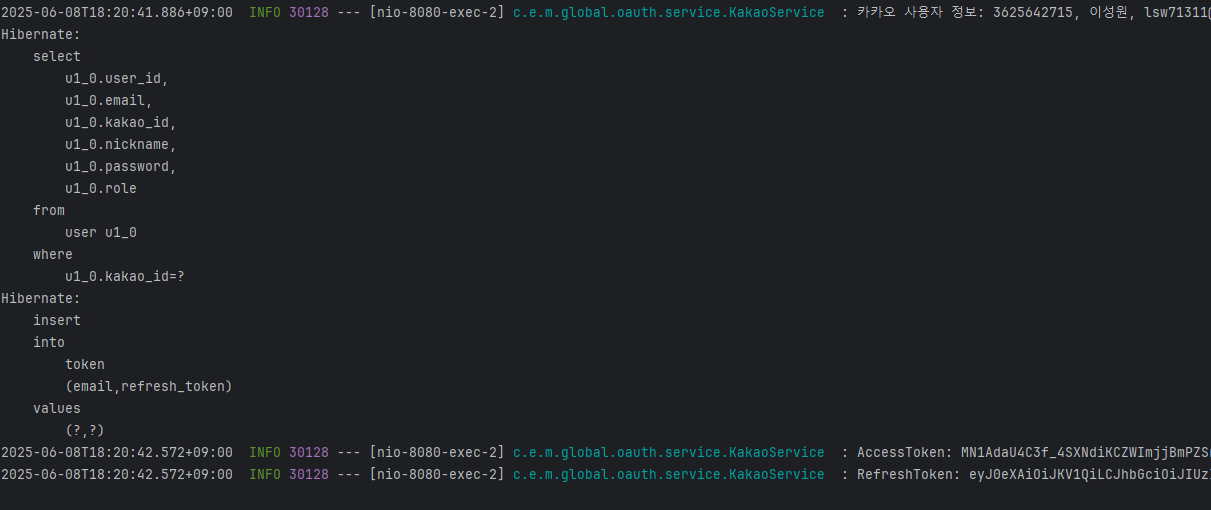 2025-06-08T18:20:41.886+09:00  INFO 30128 --- [nio-8080-exec-2] c.e.m.global.oauth.service.KakaoService  : 카카오 사용자 정보: 3625642715, 이성원, lsw71311@
Hibernate:
    select
        u1_0.user_id,
        u1_0.email,
        u1_0.kakao_id,
        u1_0.nickname,
        u1_0.password,
        u1_0.role
    from
        user u1_0
    where
        u1_0.kakao_id=?
Hibernate:
    insert
    into
        token
        (email,refresh_token)
    values
        (?,?)
2025-06-08T18:20:42.572+09:00  INFO 30128 --- [nio-8080-exec-2] c.e.m.global.oauth.service.KakaoService  : AccessToken: MN1AdaU4C3f_4SXNdiKCZWImjjBmPZS
2025-06-08T18:20:42.572+09:00  INFO 30128 --- [nio-8080-exec-2] c.e.m.global.oauth.service.KakaoService  : RefreshToken: eyJ0eXAiOiJKV1QiLCJhbGciOiJIUz